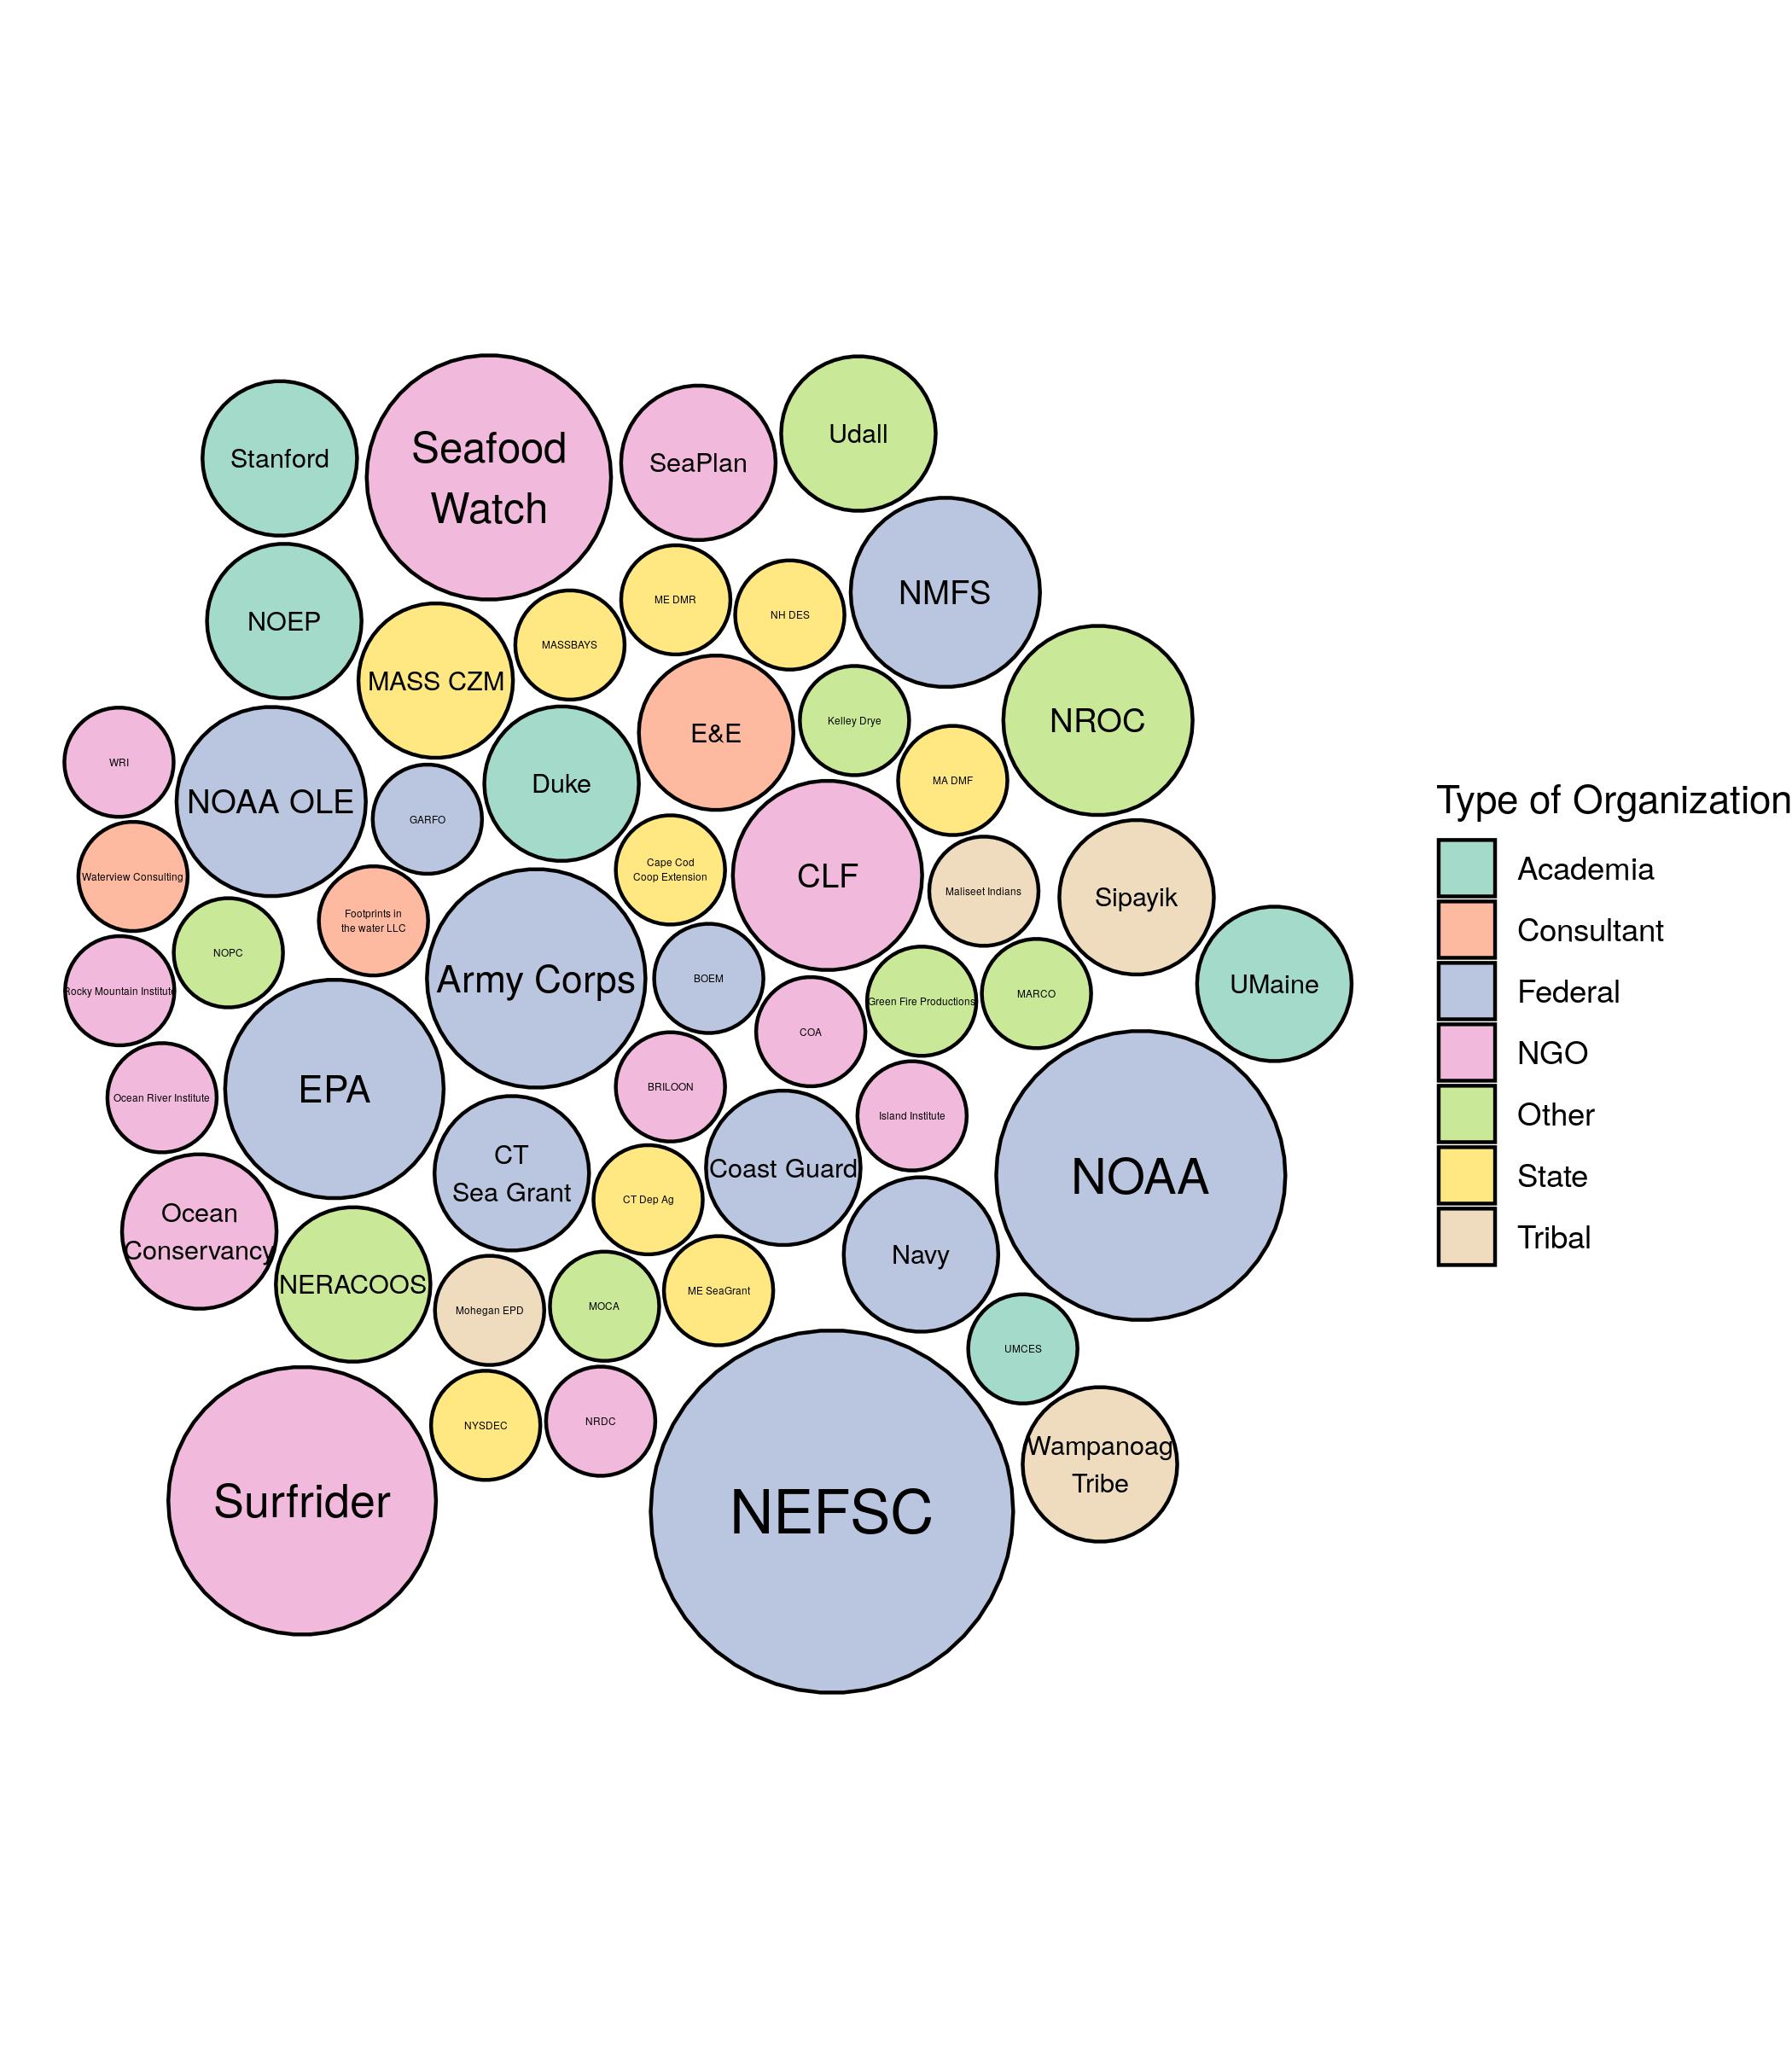 Stanford
Seafood
Watch
SeaPlan
Udall
NOEP
MASS CZM
MASSBAYS
ME DMR
NH DES
NMFS
NROC
WRI
NOAA OLE
GARFO
Duke
E&E
Kelley Drye
MA DMF
Waterview Consulting
Footprints in
the water LLC
Cape Cod
Coop Extension
CLF
Maliseet Indians
Sipayik
UMaine
NOPC
Rocky Mountain Institute
Army Corps
BOEM
COA
Green Fire Productions
MARCO
Ocean River Institute
EPA
BRILOON
Island Institute
NOAA
CT
Sea Grant
CT Dep Ag
Coast Guard
Navy
Ocean
Conservancy
NERACOOS
Mohegan EPD
MOCA
ME SeaGrant
UMCES
NYSDEC
NRDC
Wampanoag
Tribe
Surfrider
NEFSC
Type of Organization
Academia
Consultant
Federal
NGO
Other
State
Tribal